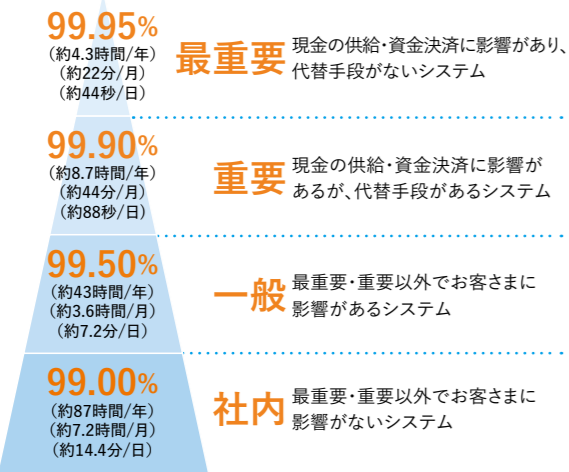 99.95%
(約4.3時間/年)
(約22分/月)
(約44秒/日)
最重要
現金の供給・資金決済に影響があり、
代替手段がないシステム
99.90%
(約8.7時間/年)
(約44分/月)
(約88秒/日)
重要
現金の供給・資金決済に影響が
あるが、代替手段があるシステム
99.50%
(約43時間/年)
(約3.6時間/月)
(約7.2分/日)
一般
最重要・重要以外でお客さまに
影響があるシステム
99.00%
(約87時間/年)
(約7.2時間/月)
(約14.4分/日)
社内
最重要・重要以外でお客さまに
影響がないシステム